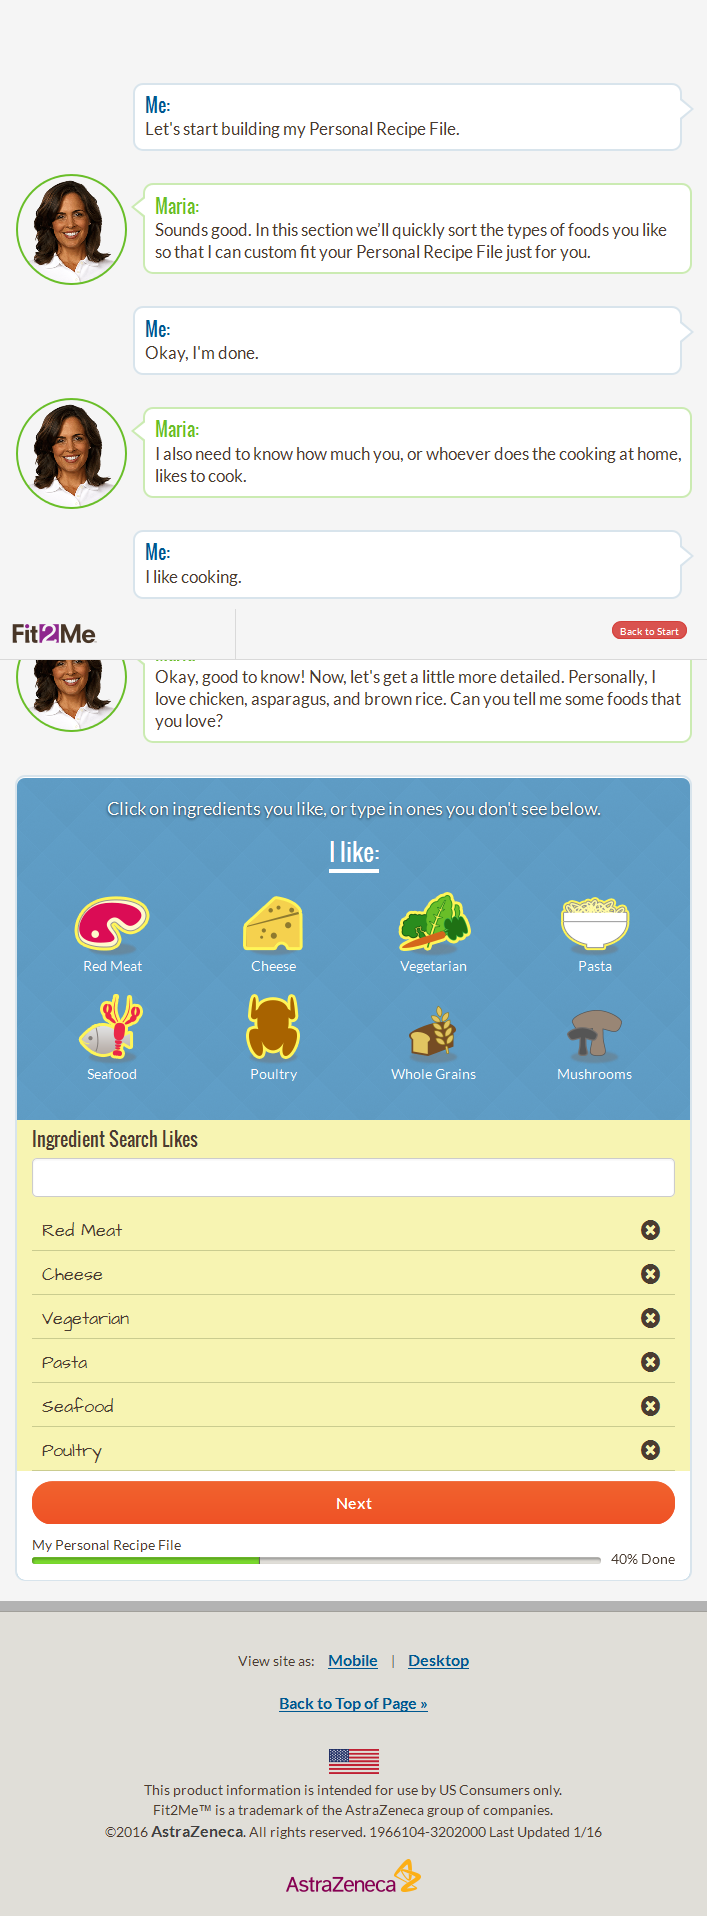 Me:
Let's start building my Personal Recipe File.
Maria:
Sounds good. In this section we'll quickly sort the types of foods you like
so that I can custom fit your Personal Recipe File just for you.
Me:
Okay, I'm done.
Maria:
I also need to know how much you, or whoever does the cooking at home,
likes to cook.
Me:
I like cooking.
Fit2Me
Back to Start
Okay, good to know! Now, let's get a little more detailed. Personally, I
love chicken, asparagus, and brown rice. Can you tell me some foods that
you love?
Click on ingredients you like, or type in ones you don't see below.
I like:
Red Meat Cheese Vegetarian Pasta
Seafood Poultry Whole Grains Mushrooms
Ingredient Search Likes
Red Meat
Cheese
Vegetarian
Pasta
Seafood
Poultry
Next
My Personal Recipe File
40% Done
View site as: Mobile | Desktop
Back to Top of Page »
This product information is intended for use by US Consumers only.
Fit2Me™ is a trademark of the AstraZeneca group of companies.
©2016 AstraZeneca. All rights reserved. 1966104-3202000 Last Updated 1/16
AstraZeneca